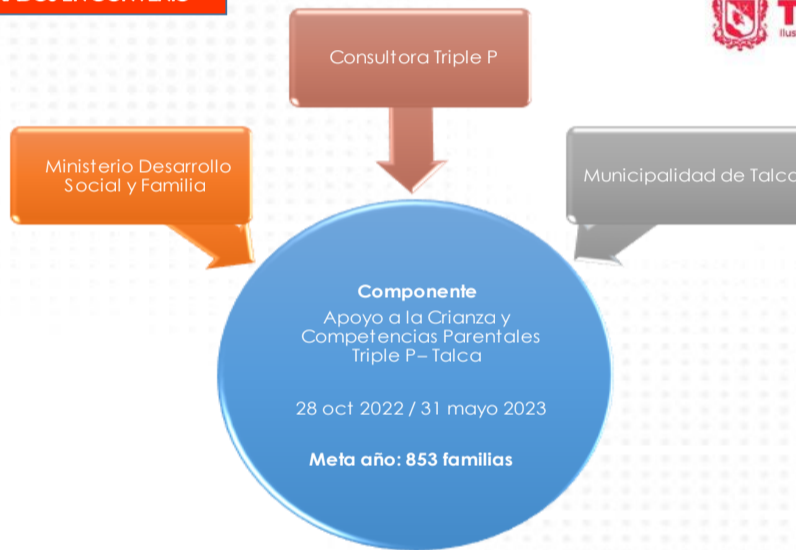 Consultora Triple P
Ministerio Desarrollo
Social y Familia
Municipalidad de Talca
Componente
Apoyo a la Crianza y
Competencias Parentales
Triple P– Talca
28 oct 2022 / 31 mayo 2023
Meta año: 853 familias